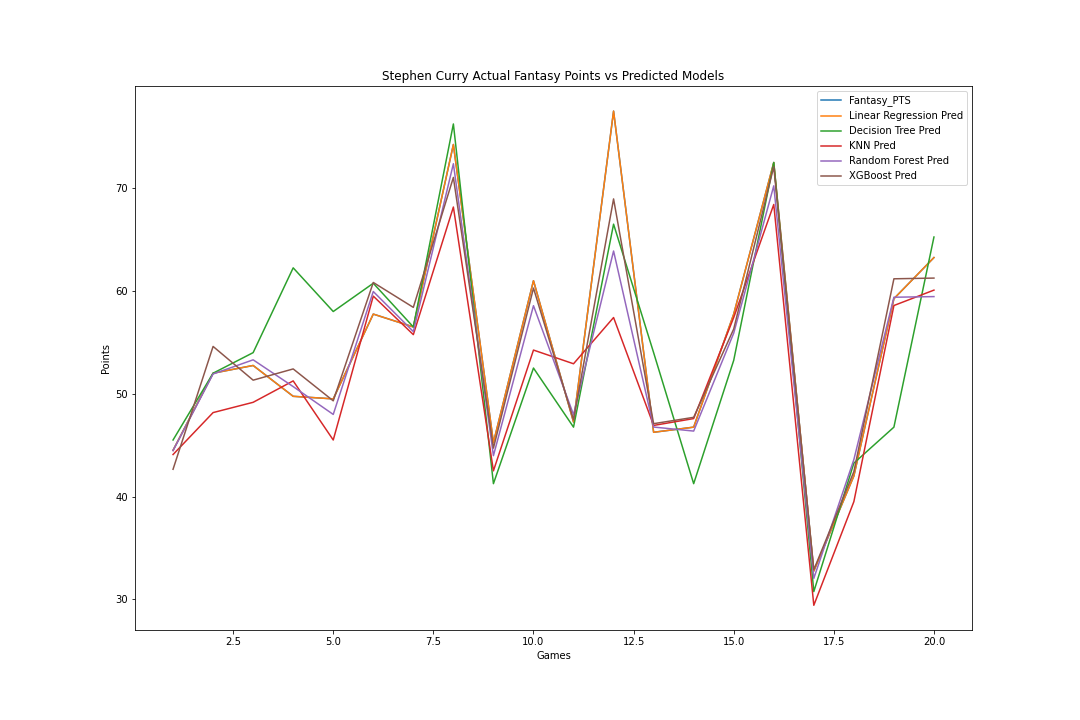 Stephen Curry Actual Fantasy Points vs Predicted Models
Fantasy_PTS
Linear Regression Pred
Decision Tree Pred
KNN Pred
Random Forest Pred
XGBoost Pred
70
60
50
40
30
Points
2.5 5.0 7.5 10.0 12.5 15.0 17.5 20.0
Games